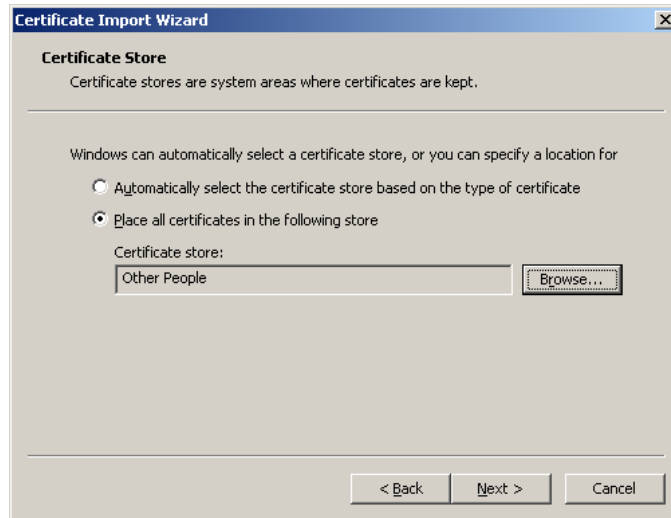 Certificate Import Wizard
Certificate Store
Certificate stores are system areas where certificates are kept.
Windows can automatically select a certificate store, or you can specify a location for
Automatically select the certificate store based on the type of certificate
Place all certificates in the following store
Certificate store:
Other People
Browse...
< Back
Next >
Cancel